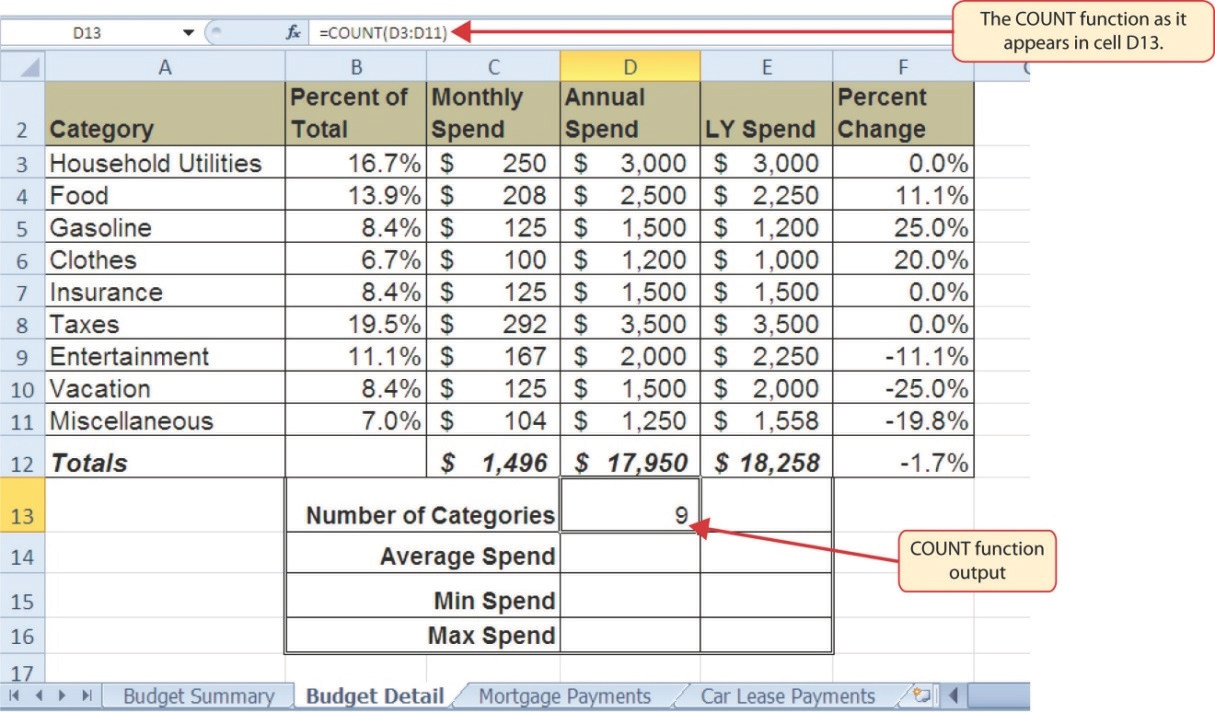 The COUNT function as it
appears in cell D13.
D13 fx =COUNT(D3:D11)
A B C D E F
2 Category Percent of Total Monthly Spend Annual Spend LY Spend Percent Change
3 Household Utilities 16.7% $ 250 $ 3,000 $ 3,000 0.0%
4 Food 13.9% $ 208 $ 2,500 $ 2,250 11.1%
5 Gasoline 8.4% $ 125 $ 1,500 $ 1,200 25.0%
6 Clothes 6.7% $ 100 $ 1,200 $ 1,000 20.0%
7 Insurance 8.4% $ 125 $ 1,500 $ 1,500 0.0%
8 Taxes 19.5% $ 292 $ 3,500 $ 3,500 0.0%
9 Entertainment 11.1% $ 167 $ 2,000 $ 2,250 -11.1%
10 Vacation 8.4% $ 125 $ 1,500 $ 2,000 -25.0%
11 Miscellaneous 7.0% $ 104 $ 1,250 $ 1,558 -19.8%
12 Totals $ 1,496 $ 17,950 $ 18,258 -1.7%
13 Number of Categories 9
COUNT function
output
14 Average Spend
15 Min Spend
16 Max Spend
17
Budget Summary Budget Detail Mortgage Payments Car Lease Payments